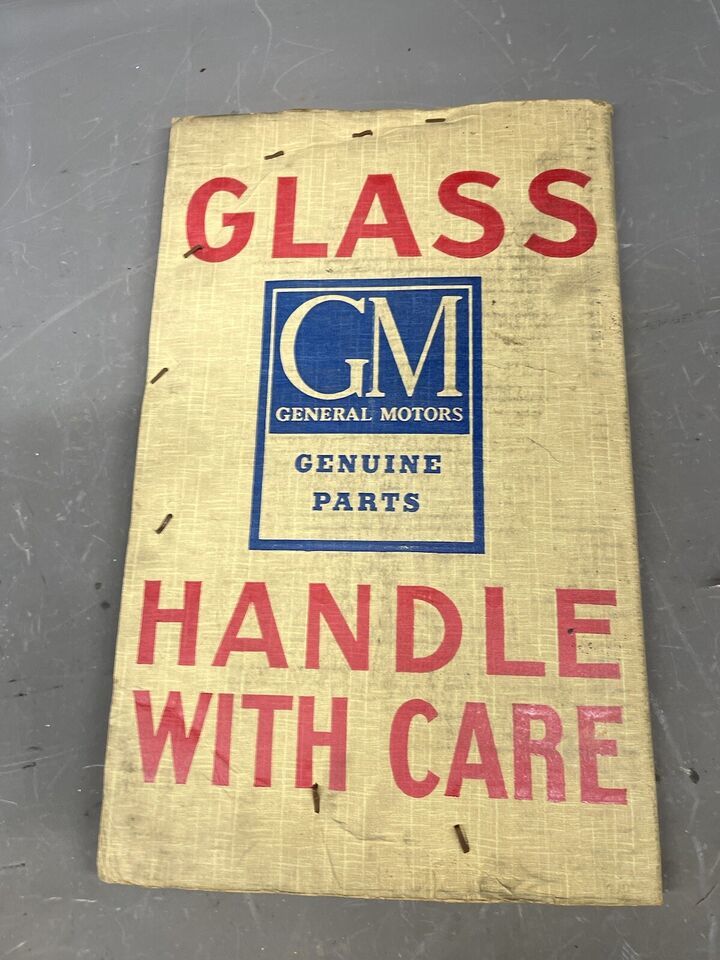 GLASS
GM
GENERAL MOTORS
GENUINE
PARTS
HANDLE
WITH CARE